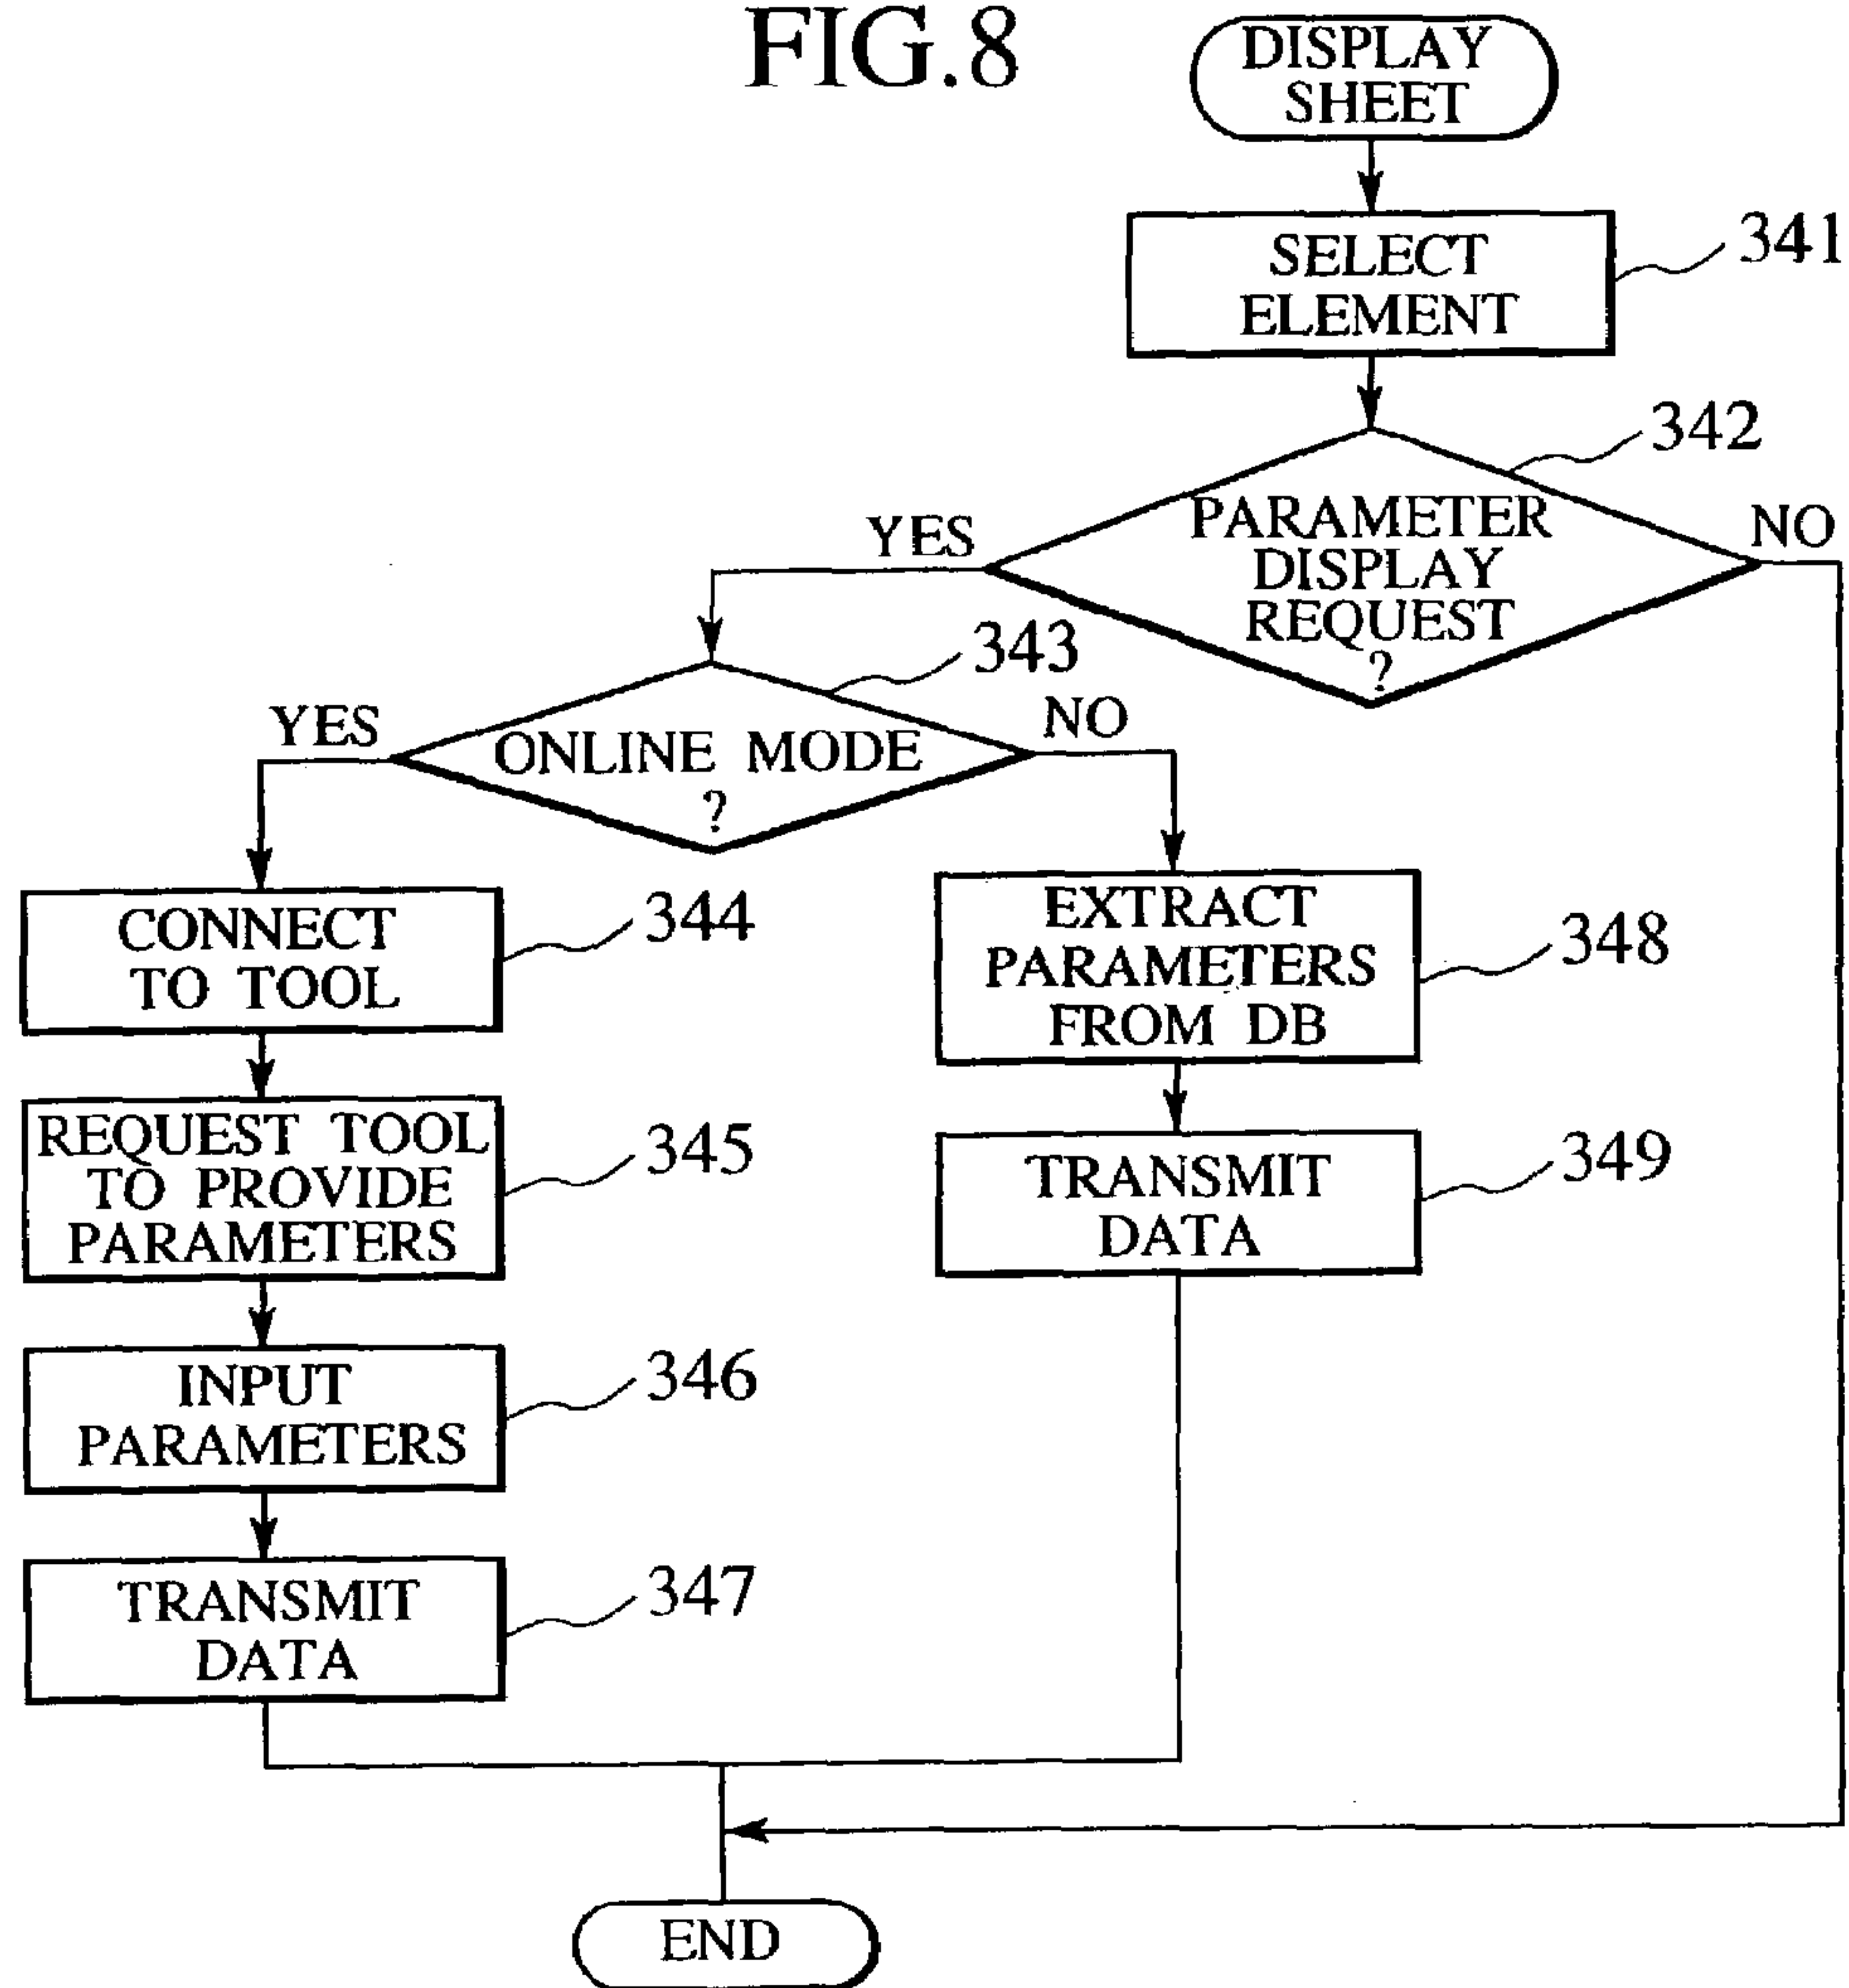 FIG.8
DISPLAY
SHEET
SELECT
ELEMENT
341
342
PARAMETER
DISPLAY
REQUEST
?
YES
NO
343
ONLINE MODE
?
YES
NO
CONNECT
TO TOOL
344
EXTRACT
PARAMETERS
FROM DB
348
REQUEST TOOL
TO PROVIDE
PARAMETERS
345
TRANSMIT
DATA
349
INPUT
PARAMETERS
346
TRANSMIT
DATA
347
END